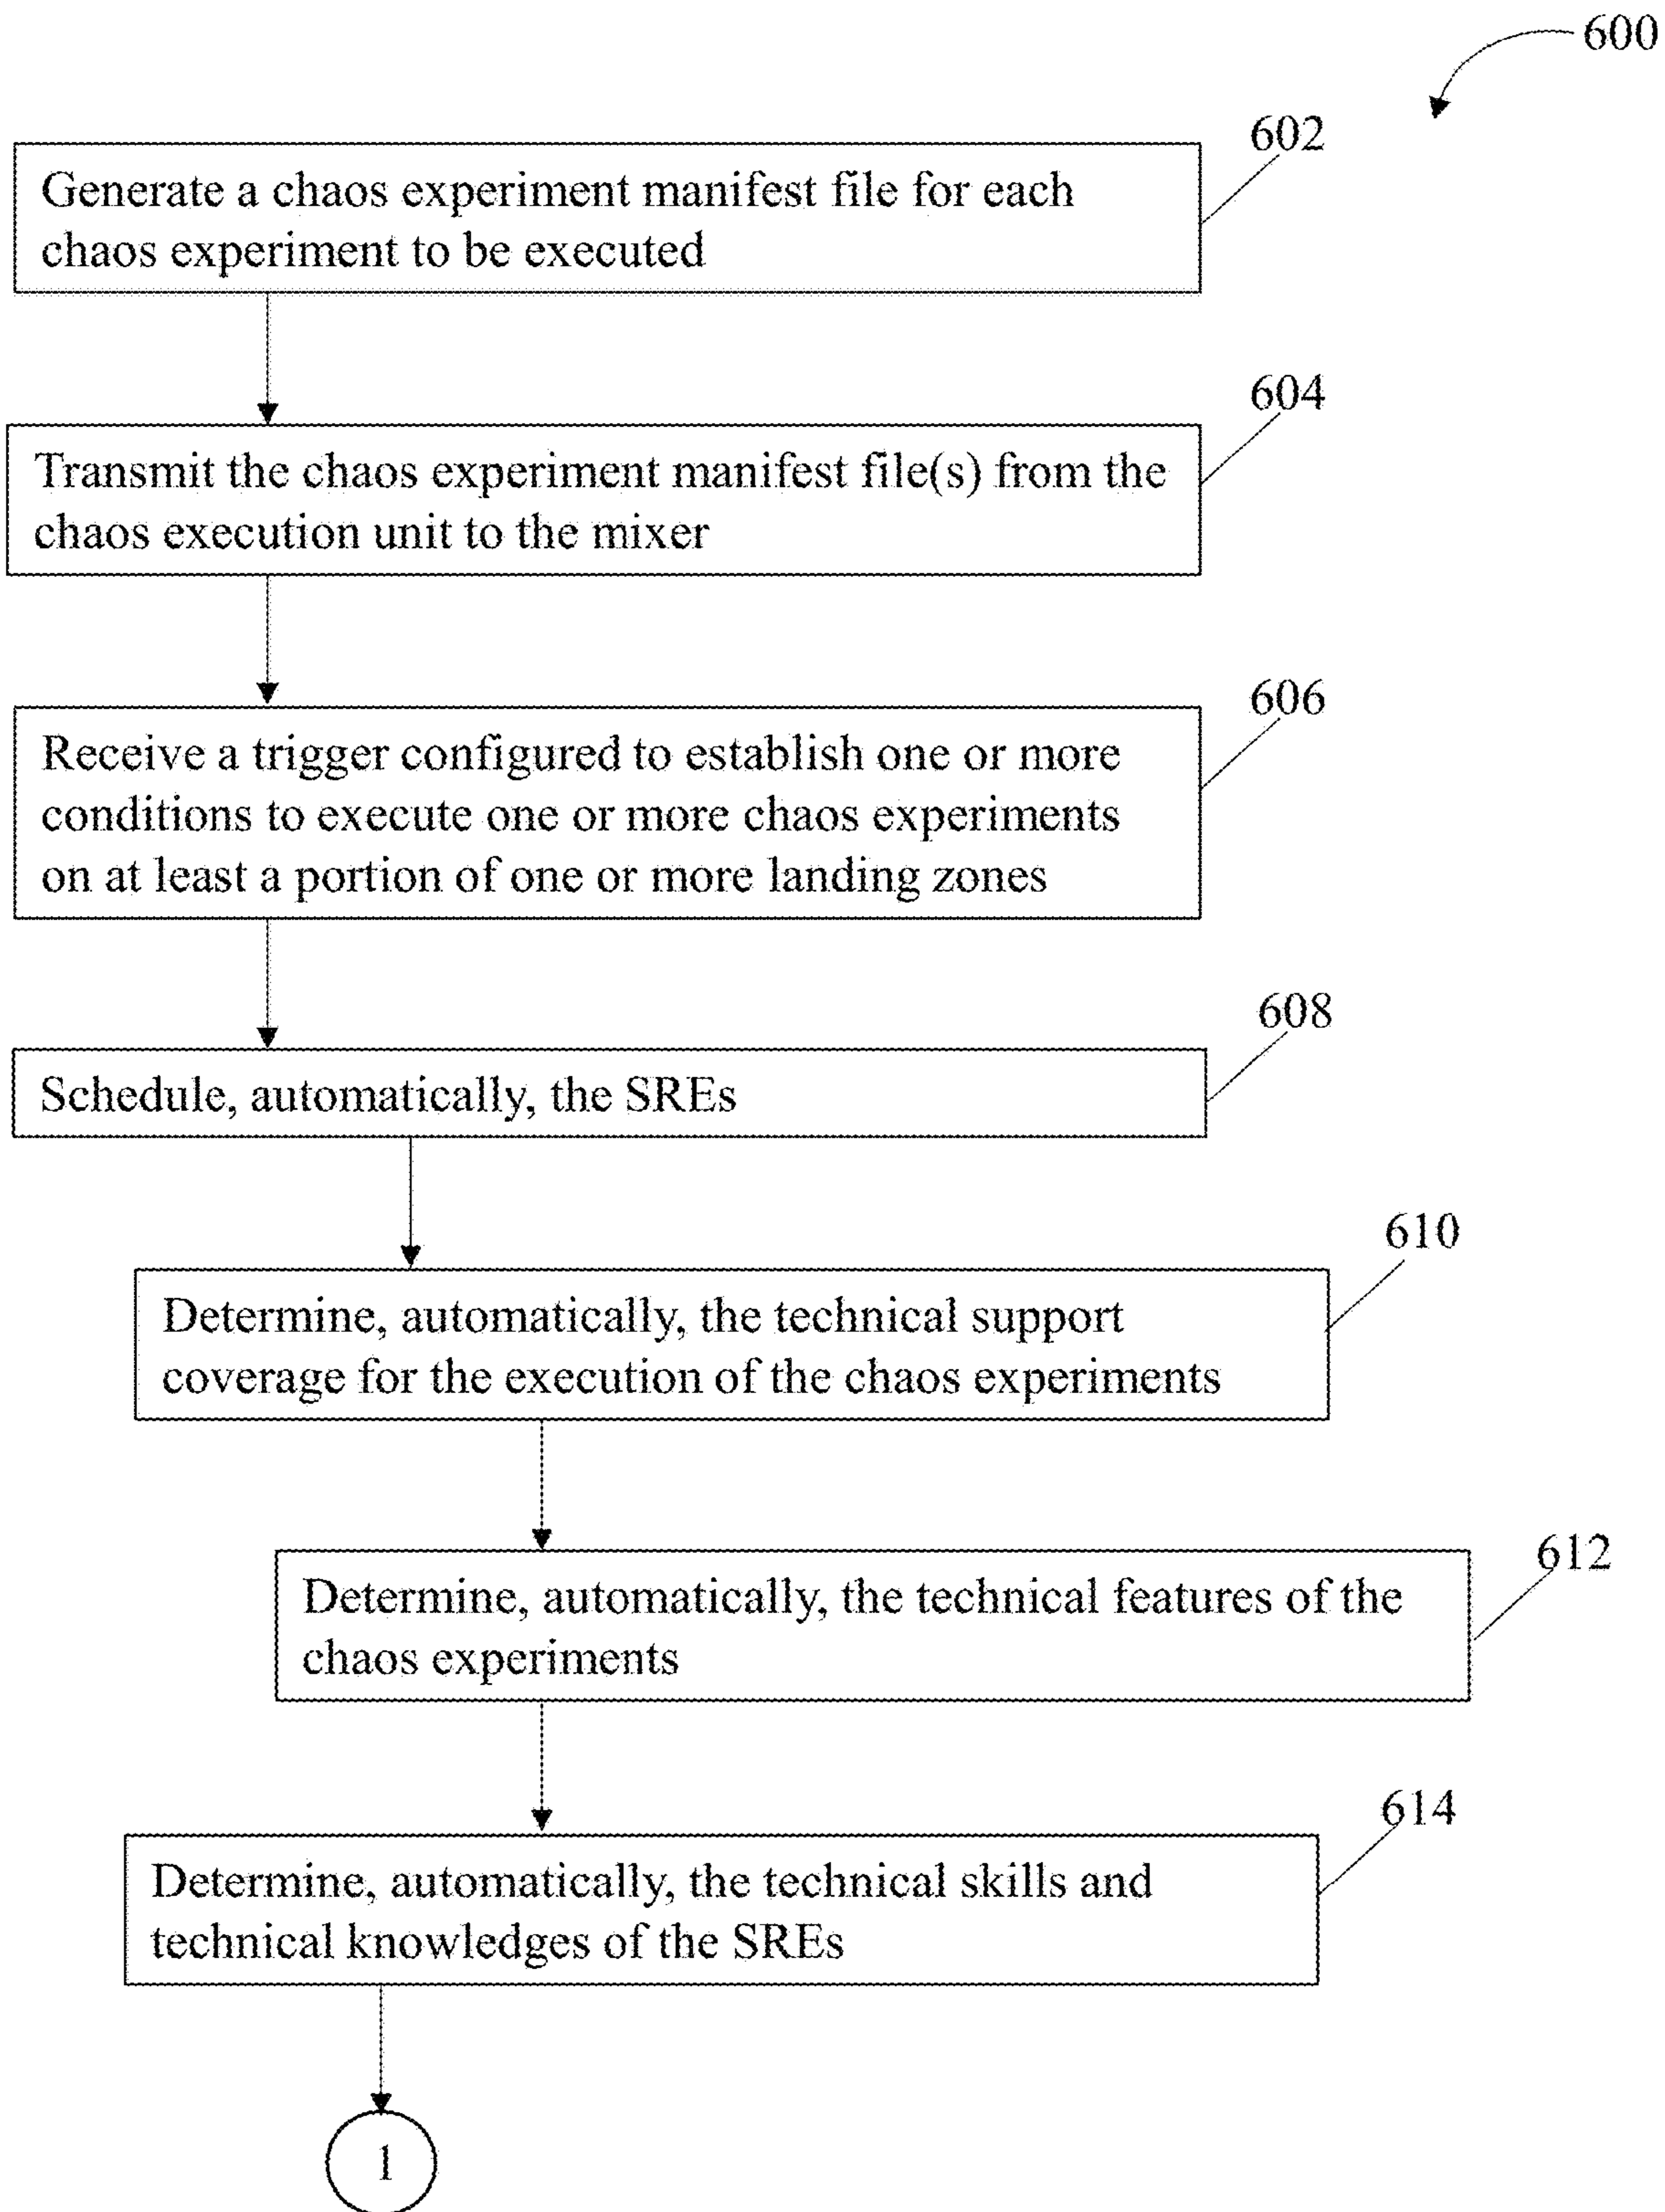 600
602
Generate a chaos experiment manifest file for each
chaos experiment to be executed
604
Transmit the chaos experiment manifest file(s) from the
chaos execution unit to the mixer
606
Receive a trigger configured to establish one or more
conditions to execute one or more chaos experiments
on at least a portion of one or more landing zones
608
Schedule, automatically, the SREs
610
Determine, automatically, the technical support
coverage for the execution of the chaos experiments
612
Determine, automatically, the technical features of the
chaos experiments
614
Determine, automatically, the technical skills and
technical knowledges of the SREs
1